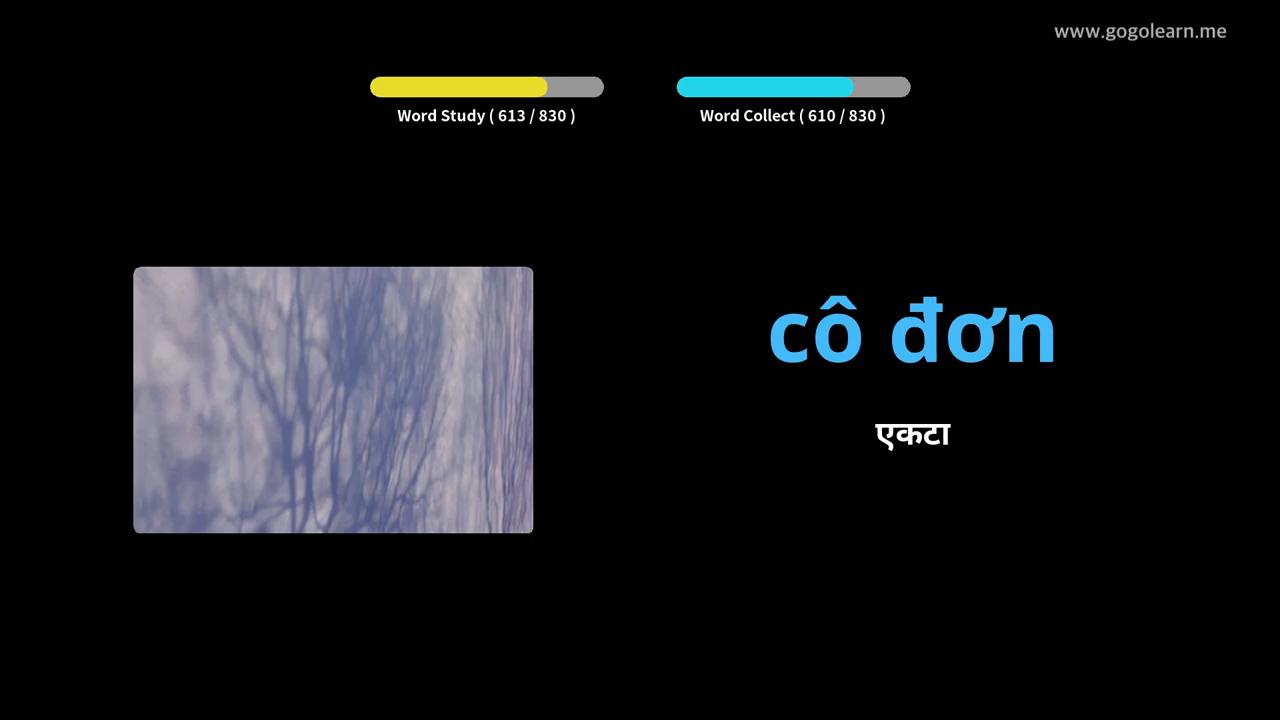 www.gogolearn.me
Word Study ( 613 / 830 )
Word Collect ( 610 / 830 )
cô đơn
एकटा